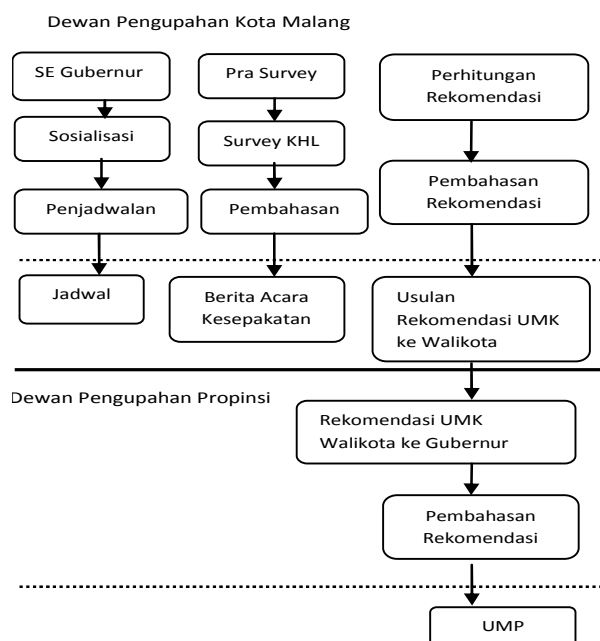 Dewan Pengupahan Kota Malang
SE Gubernur
Sosialisasi
Penjadwalan
Jadwal
Pra Survey
Survey KHL
Pembahasan
Berita Acara
Kesepakatan
Perhitungan
Rekomendasi
Pembahasan
Rekomendasi
Usulan
Rekomendasi UMK
ke Walikota
Dewan Pengupahan Propinsi
Rekomendasi UMK
Walikota ke Gubernur
Pembahasan
Rekomendasi
UMP